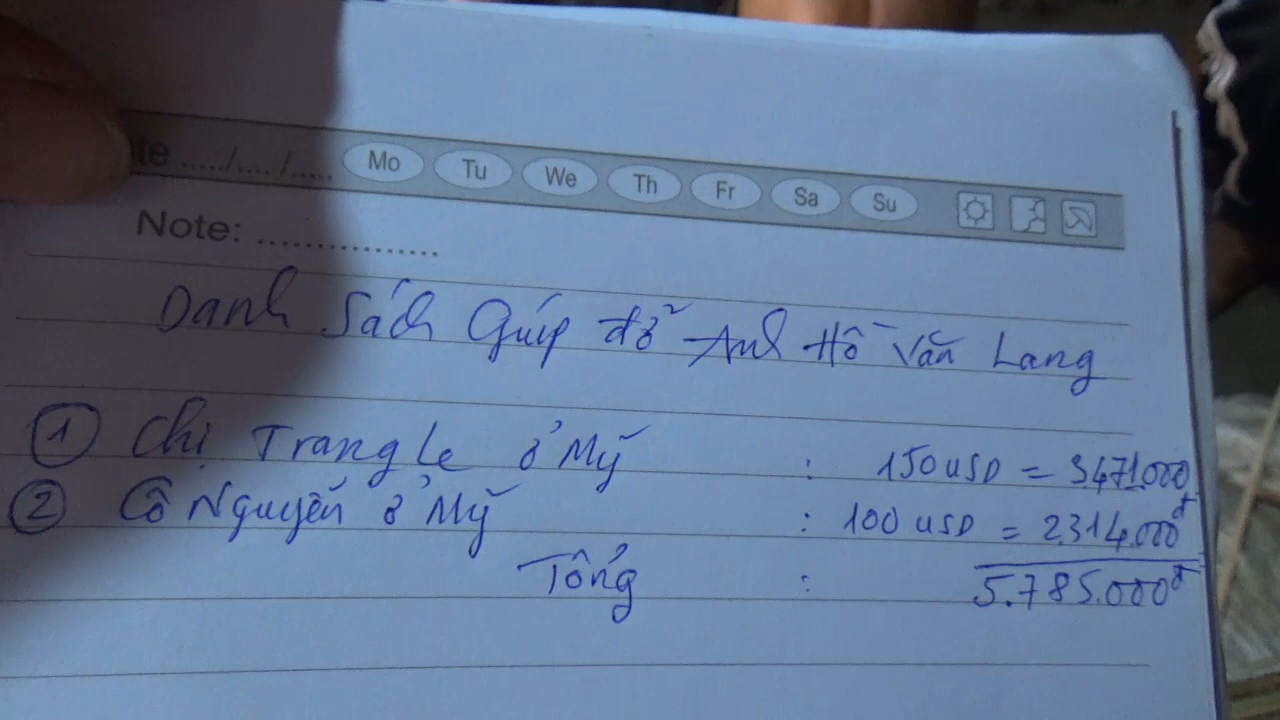 te ...../..... /..... Mo Tu We Th Fr Sa Su
Note: ................
Danh Sách Giúp đỡ Anh Hồ Văn Lang
① Chị Trang Le ở Mỹ : 150 USD = 3.471.000
② Cô Nguyễn ở Mỹ : 100 USD = 2.314.000đ
Tổng : 5.785.000đ